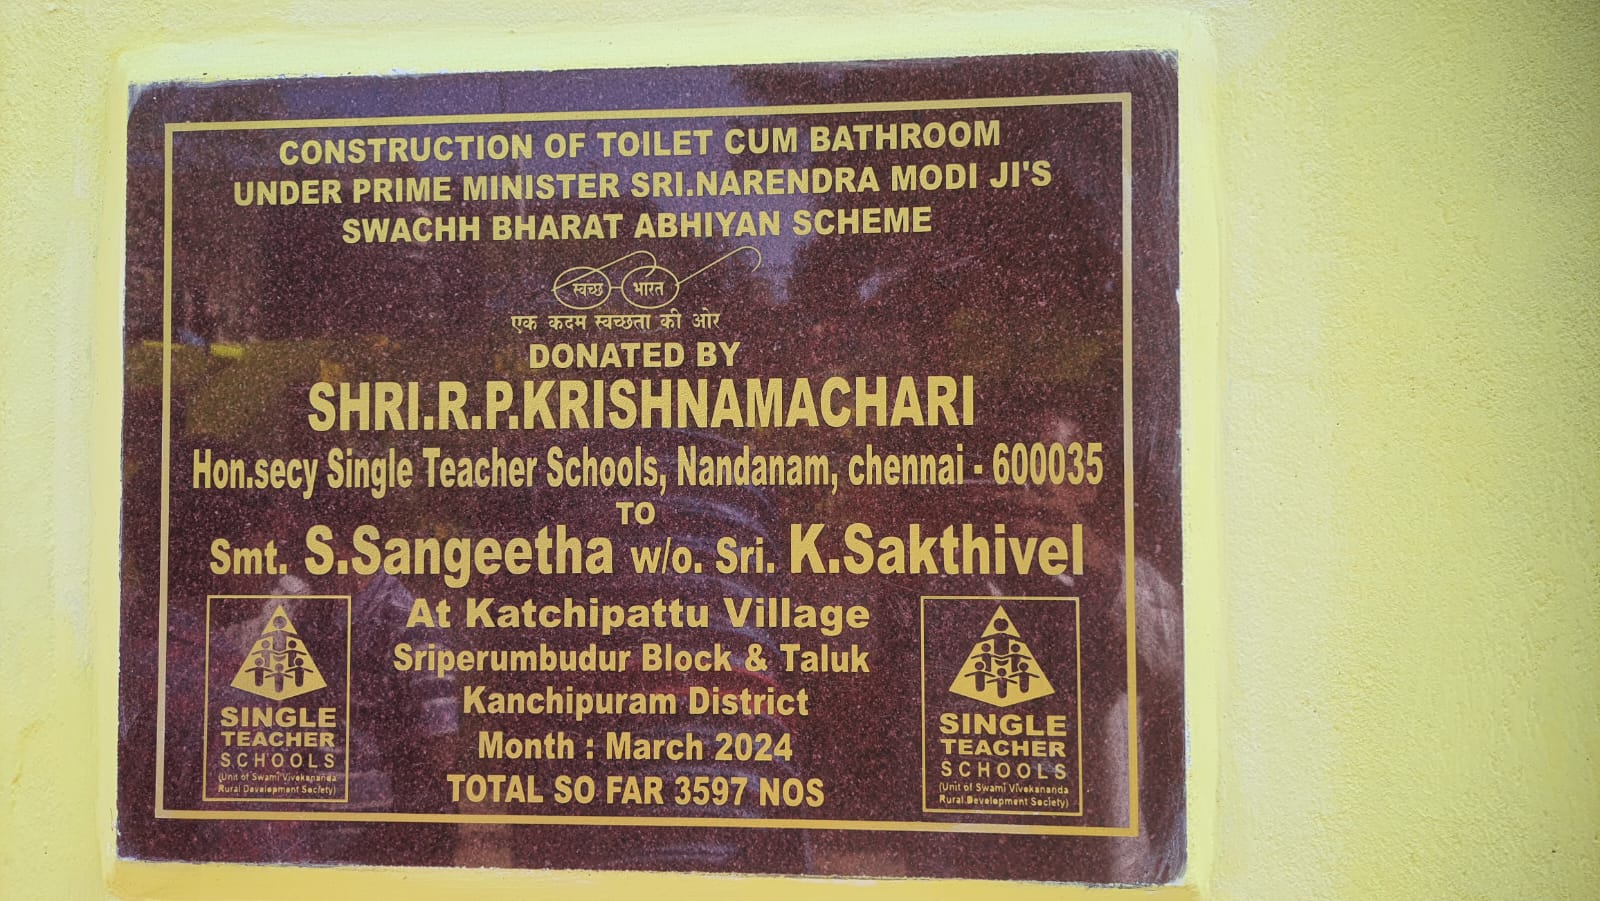 CONSTRUCTION OF TOILET CUM BATHROOM
UNDER PRIME MINISTER SRI.NARENDRA MODI JI'S
SWACHH BHARAT ABHIYAN SCHEME
स्वच्छ भारत
एक कदम स्वच्छता की ओर
DONATED BY
SHRI.R.P.KRISHNAMACHARI
Hon.secy Single Teacher Schools, Nandanam, chennai - 600035
TO
Smt. S.Sangeetha w/o. Sri. K.Sakthivel
At Katchipattu Village
Sriperumbudur Block & Taluk
Kanchipuram District
Month : March 2024
TOTAL SO FAR 3597 NOS
SINGLE
TEACHER
SCHOOLS
(Unit of Swami Vivekananda
Rural Development Society)
SINGLE
TEACHER
SCHOOLS
(Unit of Swami Vivekananda
Rural Development Society)